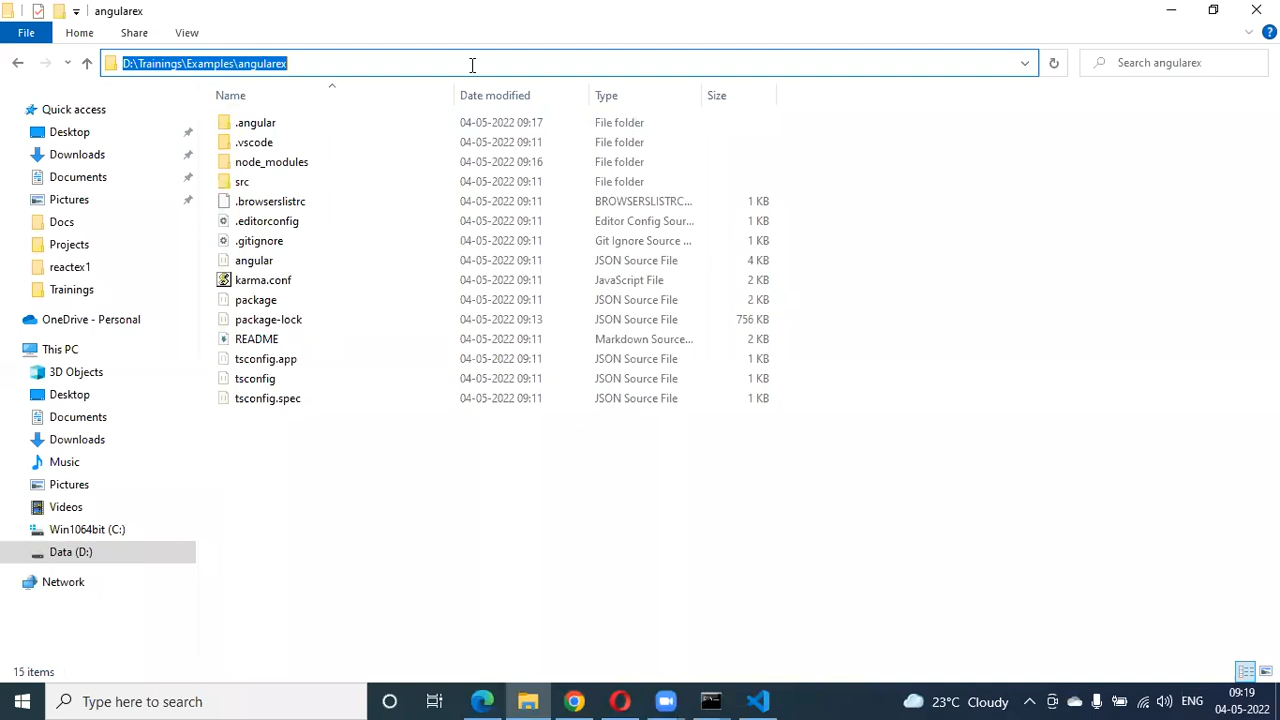 angularex
File Home Share View
D:\Trainings\Examples\angularex Search angularex
Name Date modified Type Size
Quick access
Desktop
Downloads
Documents
Pictures
Docs
Projects
reactex1
Trainings
OneDrive - Personal
This PC
3D Objects
Desktop
Documents
Downloads
Music
Pictures
Videos
Win1064bit (C:)
Data (D:)
Network
.angular 04-05-2022 09:17 File folder
.vscode 04-05-2022 09:11 File folder
node_modules 04-05-2022 09:16 File folder
src 04-05-2022 09:11 File folder
.browserslistrc 04-05-2022 09:11 BROWSERSLISTRC... 1 KB
.editorconfig 04-05-2022 09:11 Editor Config Sour... 1 KB
.gitignore 04-05-2022 09:11 Git Ignore Source ... 1 KB
angular 04-05-2022 09:11 JSON Source File 4 KB
karma.conf 04-05-2022 09:11 JavaScript File 2 KB
package 04-05-2022 09:11 JSON Source File 2 KB
package-lock 04-05-2022 09:13 JSON Source File 756 KB
README 04-05-2022 09:11 Markdown Source... 2 KB
tsconfig.app 04-05-2022 09:11 JSON Source File 1 KB
tsconfig 04-05-2022 09:11 JSON Source File 1 KB
tsconfig.spec 04-05-2022 09:11 JSON Source File 1 KB
15 items
Type here to search
23°C Cloudy
ENG
09:19
04-05-2022